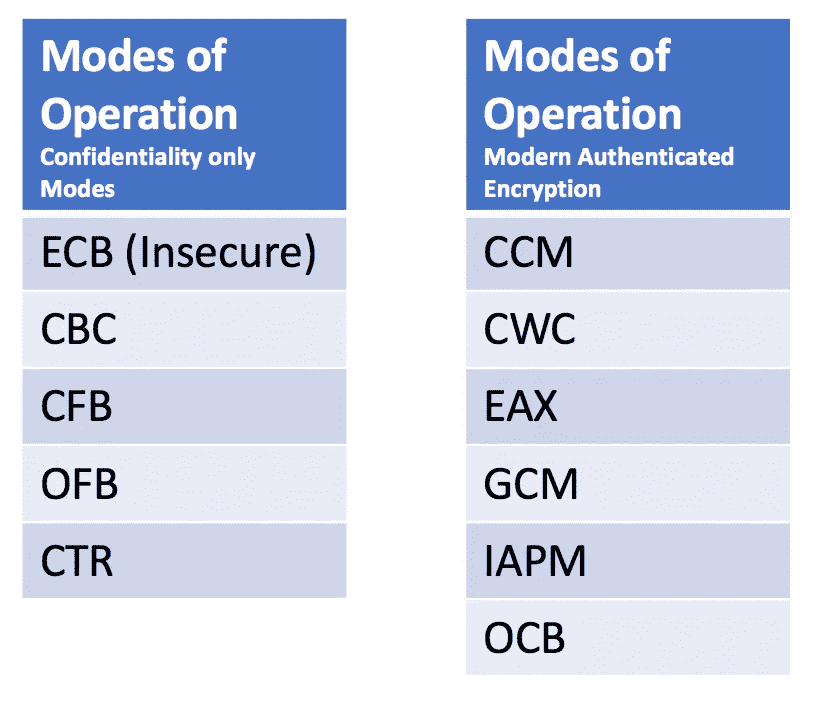 Modes of
Operation
Confidentiality only
Modes
ECB (Insecure)
CBC
CFB
OFB
CTR
Modes of
Operation
Modern Authenticated
Encryption
CCM
CWC
EAX
GCM
IAPM
OCB